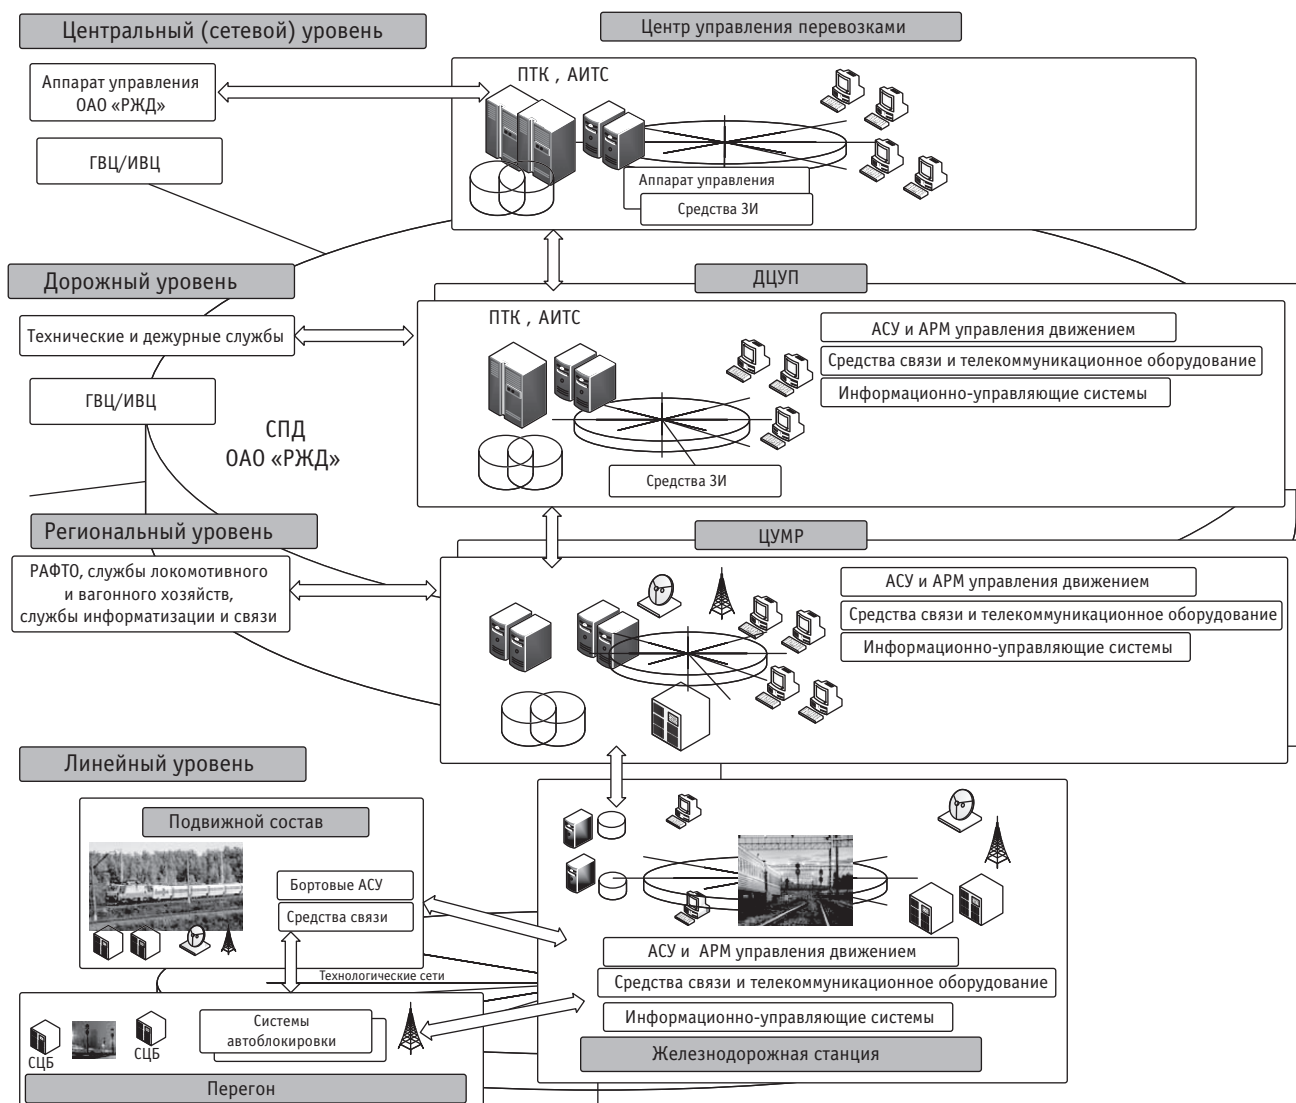 Центральный (сетевой) уровень
Центр управления перевозками
Аппарат управления
ОАО «РЖД»
ГВЦ/ИВЦ
ПТК , АИТС
Аппарат управления
Средства ЗИ
Дорожный уровень
ДЦУП
Технические и дежурные службы
ГВЦ/ИВЦ
СПД
ОАО «РЖД»
ПТК , АИТС
АСУ и АРМ управления движением
Средства связи и телекоммуникационное оборудование
Информационно-управляющие системы
Средства ЗИ
Региональный уровень
ЦУМР
РАФТО, службы локомотивного
и вагонного хозяйств,
службы информатизации и связи
АСУ и АРМ управления движением
Средства связи и телекоммуникационное оборудование
Информационно-управляющие системы
Линейный уровень
Подвижной состав
Бортовые АСУ
Средства связи
Технологические сети
СЦБ
СЦБ
Системы
автоблокировки
Перегон
АСУ и АРМ управления движением
Средства связи и телекоммуникационное оборудование
Информационно-управляющие системы
Железнодорожная станция